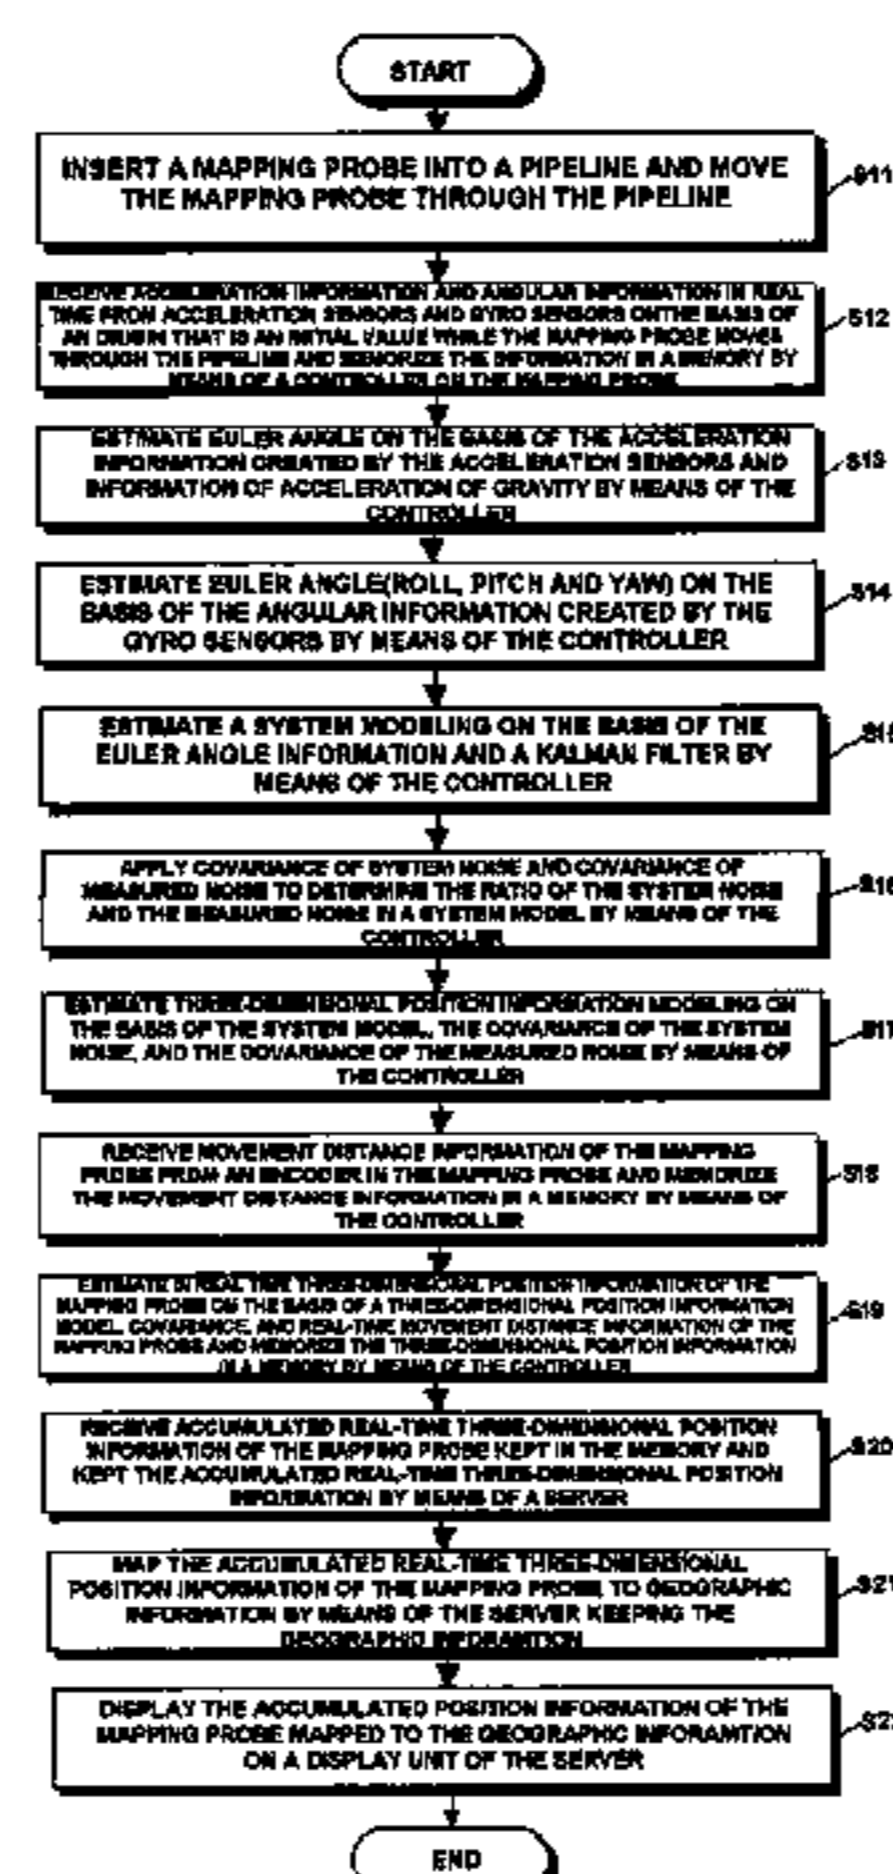 START
INSERT A MAPPING PROBE INTO A PIPELINE AND MOVE
THE MAPPING PROBE THROUGH THE PIPELINE
S11
RECEIVE ACCELERATION INFORMATION AND ANGULAR INFORMATION IN REAL
TIME FROM ACCELERATION SENSORS AND GYRO SENSORS ON THE BASIS OF
AN ORIGIN THAT IS AN INITIAL VALUE WHILE THE MAPPING PROBE MOVES
THROUGH THE PIPELINE AND MEMORIZE THE INFORMATION IN A MEMORY BY
MEANS OF A CONTROLLER ON THE MAPPING PROBE
S12
ESTIMATE EULER ANGLE ON THE BASIS OF THE ACCELERATION
INFORMATION CREATED BY THE ACCELERATION SENSORS AND
INFORMATION OF ACCELERATION OF GRAVITY BY MEANS OF THE
CONTROLLER
S13
ESTIMATE EULER ANGLE(ROLL, PITCH AND YAW) ON THE
BASIS OF THE ANGULAR INFORMATION CREATED BY THE
GYRO SENSORS BY MEANS OF THE CONTROLLER
S14
ESTIMATE A SYSTEM MODELING ON THE BASIS OF THE
EULER ANGLE INFORMATION AND A KALMAN FILTER BY
MEANS OF THE CONTROLLER
S15
APPLY COVARIANCE OF SYSTEM NOISE AND COVARIANCE OF
MEASURED NOISE TO DETERMINE THE RATIO OF THE SYSTEM NOISE
AND THE MEASURED NOISE IN A SYSTEM MODEL BY MEANS OF THE
CONTROLLER
S16
ESTIMATE THREE-DIMENSIONAL POSITION INFORMATION MODELING ON
THE BASIS OF THE SYSTEM MODEL, THE COVARIANCE OF THE SYSTEM
NOISE, AND THE COVARIANCE OF THE MEASURED NOISE BY MEANS OF
THE CONTROLLER
S17
RECEIVE MOVEMENT DISTANCE INFORMATION OF THE MAPPING
PROBE FROM AN ENCODER IN THE MAPPING PROBE AND MEMORIZE
THE MOVEMENT DISTANCE INFORMATION IN A MEMORY BY MEANS OF
THE CONTROLLER
S18
ESTIMATE IN REAL TIME THREE-DIMENSIONAL POSITION INFORMATION OF THE
MAPPING PROBE ON THE BASIS OF A THREE-DIMENSIONAL POSITION INFORMATION
MODEL, COVARIANCE, AND REAL-TIME MOVEMENT DISTANCE INFORMATION OF THE
MAPPING PROBE AND MEMORIZE THE THREE-DIMENSIONAL POSITION INFORMATION
IN A MEMORY BY MEANS OF THE CONTROLLER
S19
RECEIVE ACCUMULATED REAL-TIME THREE-DIMENSIONAL POSITION
INFORMATION OF THE MAPPING PROBE KEPT IN THE MEMORY AND
KEPT THE ACCUMULATED REAL-TIME THREE-DIMENSIONAL POSITION
INFORMATION BY MEANS OF A SERVER
S20
MAP THE ACCUMULATED REAL-TIME THREE-DIMENSIONAL
POSITION INFORMATION OF THE MAPPING PROBE TO GEOGRAPHIC
INFORMATION BY MEANS OF THE SERVER KEEPING THE
GEOGRAPHIC INFORAMTION
S21
DISPLAY THE ACCUMULATED POSITION INFORMATION OF THE
MAPPING PROBE MAPPED TO THE GEOGRAPHIC INFORAMTION
ON A DISPLAY UNIT OF THE SERVER
END